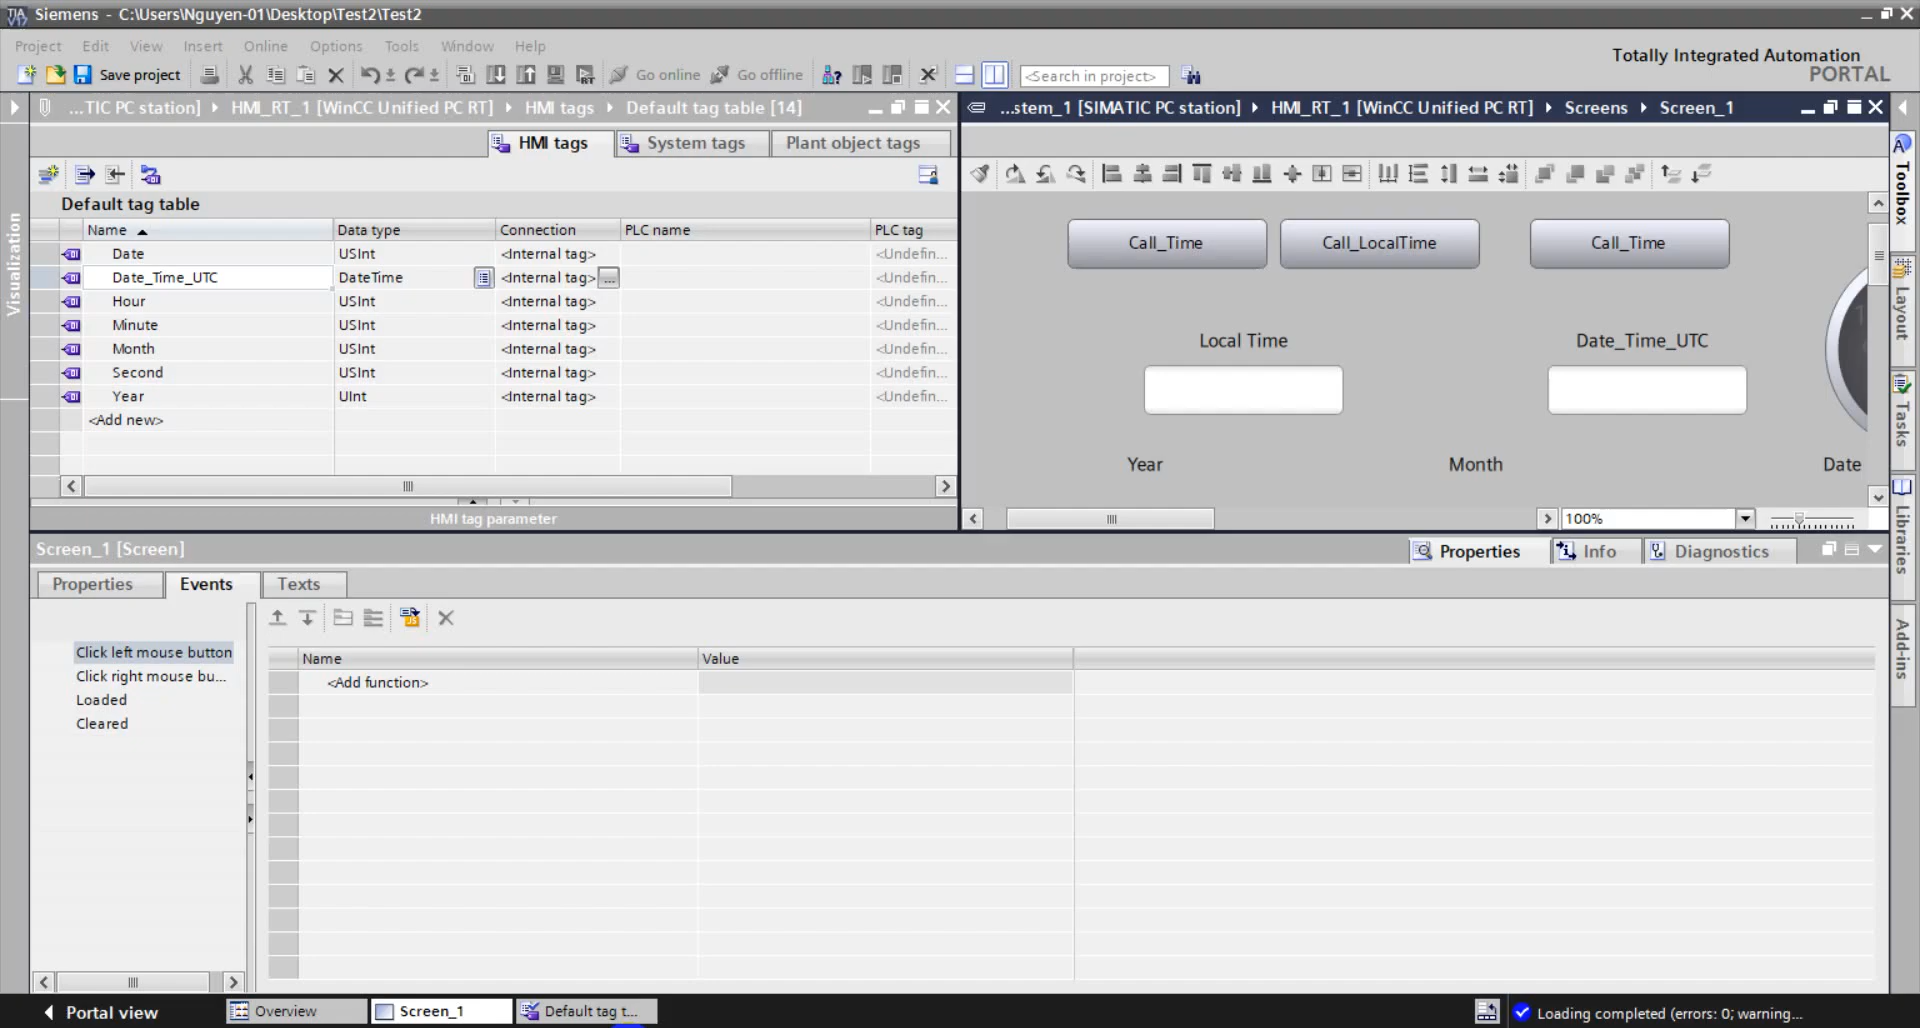 Siemens - C:\Users\Nguyen-01\Desktop\Test2\Test2
Project Edit View Insert Online Options Tools Window Help
Save project Go online Go offline <Search in project>
Totally Integrated Automation
PORTAL
...TIC PC station] HMI_RT_1 [WinCC Unified PC RT] HMI tags Default tag table [14]
HMI tags System tags Plant object tags
Default tag table
Name Data type Connection PLC name PLC tag
Date USInt <Internal tag> <Undefin...
Date_Time_UTC DateTime <Internal tag> ... <Undefin...
Hour USInt <Internal tag> <Undefin...
Minute USInt <Internal tag> <Undefin...
Month USInt <Internal tag> <Undefin...
Second USInt <Internal tag> <Undefin...
Year UInt <Internal tag> <Undefin...
<Add new>
HMI tag parameter
Visualization
...stem_1 [SIMATIC PC station] HMI_RT_1 [WinCC Unified PC RT] Screens Screen_1
Call_Time Call_LocalTime Call_Time
Local Time Date_Time_UTC
Year Month Date
100%
Toolbox
Layout
Tasks
Libraries
Add-ins
Screen_1 [Screen]
Properties Info Diagnostics
Properties Events Texts
Click left mouse button
Click right mouse bu...
Loaded
Cleared
Name Value
<Add function>
Portal view Overview Screen_1 Default tag t...
Loading completed (errors: 0; warning...